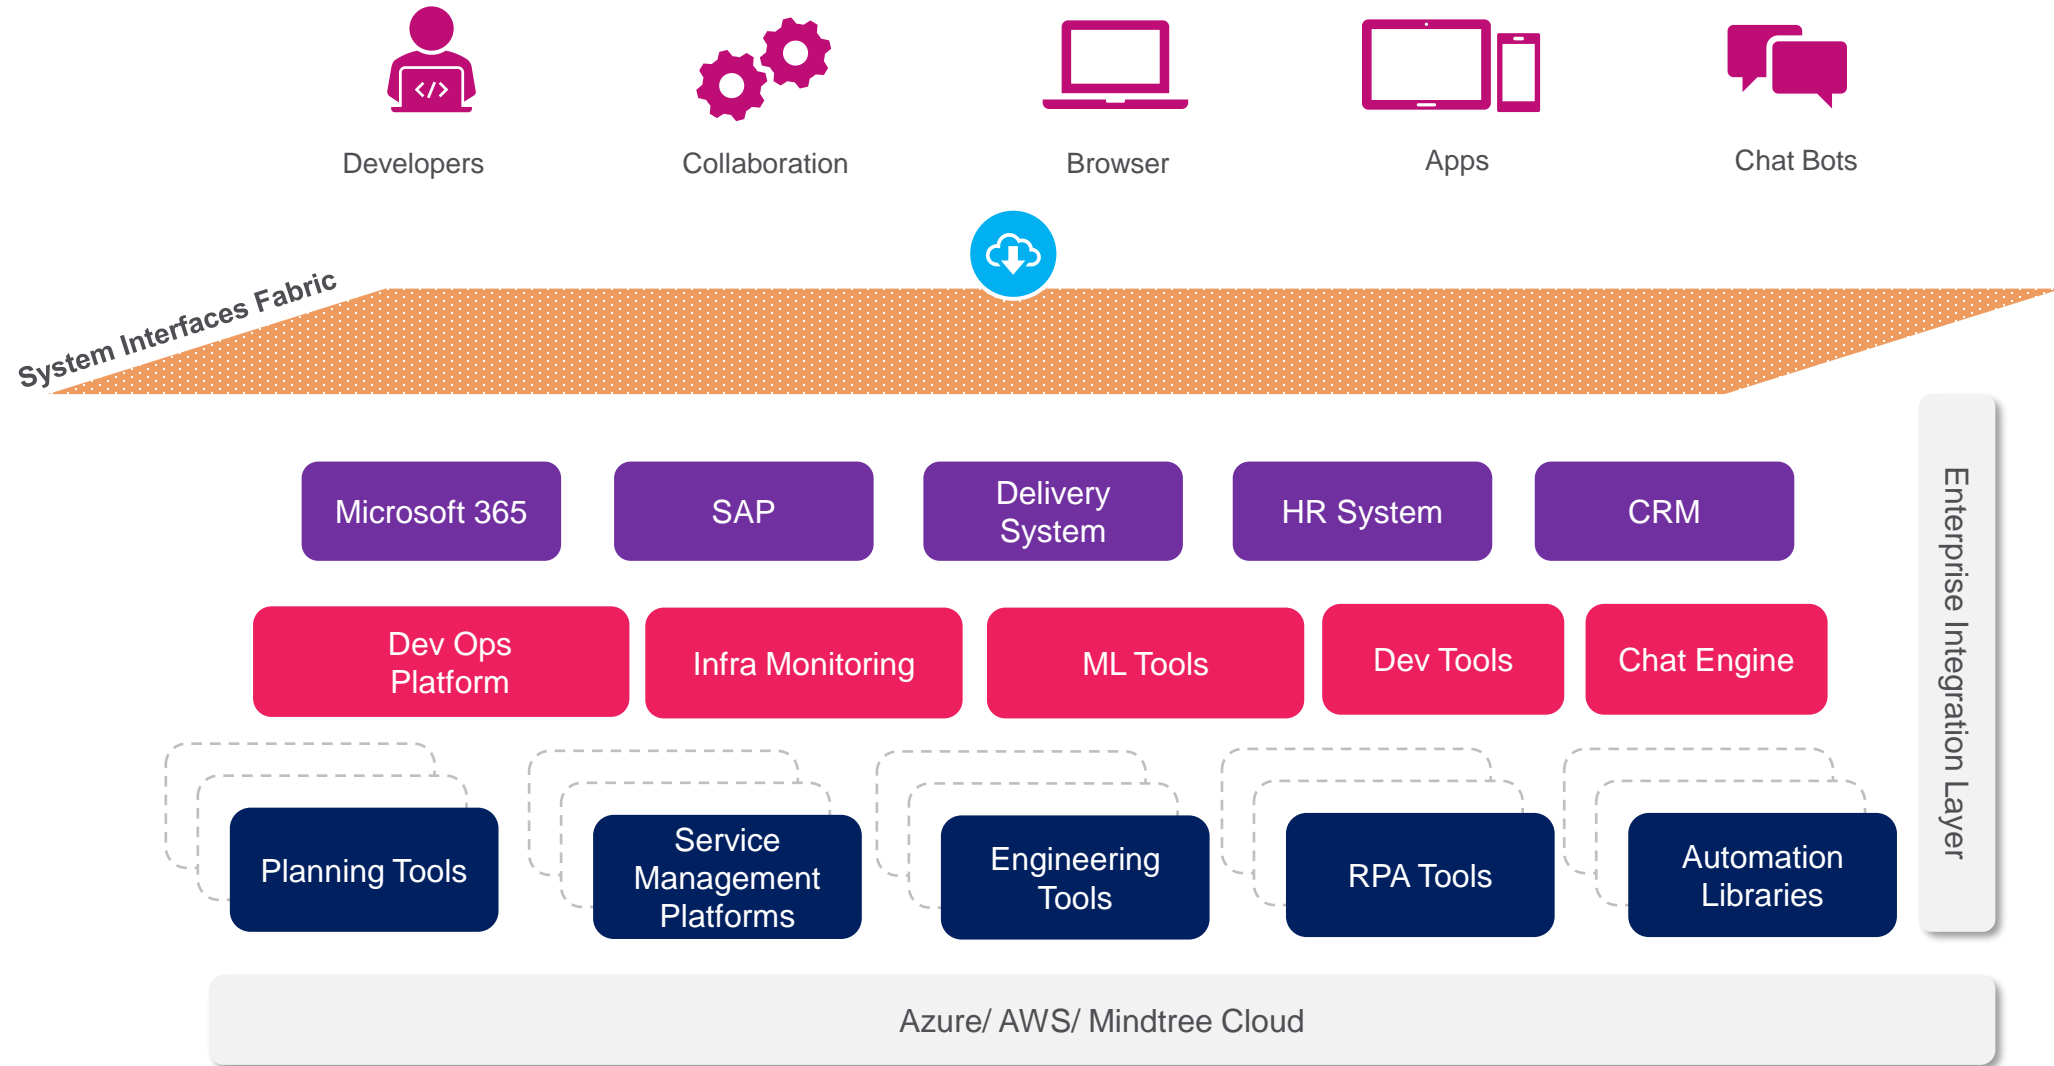 </>
Developers
Collaboration
Browser
Apps
Chat Bots
System Interfaces Fabric
Microsoft 365
SAP
Delivery
System
HR System
CRM
Dev Ops
Platform
Infra Monitoring
ML Tools
Dev Tools
Chat Engine
Planning Tools
Service
Management
Platforms
Engineering
Tools
RPA Tools
Automation
Libraries
Enterprise Integration Layer
Azure/ AWS/ Mindtree Cloud